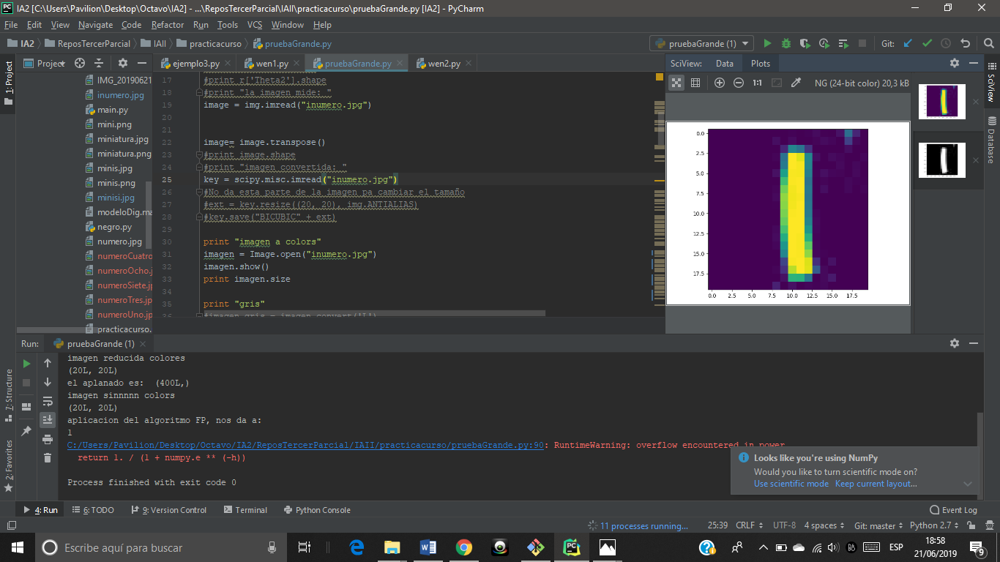 IA2 [C:\Users\Pavilion\Desktop\Octavo\IA2] - ...\ReposTercerParcial\IAII\practicacurso\pruebaGrande.py [IA2] - PyCharm
File Edit View Navigate Code Refactor Run Tools VCS Window Help
IA2 ReposTercerParcial IAII practicacurso pruebaGrande.py
pruebaGrande (1) Git:
1: Project
Project
ejemplo3.py wen1.py pruebaGrande.py wen2.py
SciView: Data Plots
IMG_20190621
inumero.jpg
main.py
mini.png
miniatura.jpg
miniatura.png
minis.jpg
minis.png
minisi.jpg
modeloDig.ma
negro.py
numero.jpg
numeroCuatro
numeroOcho.j
numeroSiete.jp
numeroTres.jp
numeroUno.jp
practicacurso.
17 #print r['Theta2'].shape
18 #print "la imagen mide: "
19 image = img.imread("inumero.jpg")
20
21
22 image= image.transpose()
23 #print image.shape
24 #print "imagen convertida: "
25 key = scipy.misc.imread("inumero.jpg")
26 #No da esta parte de la imagen pa cambiar el tamaño
27 #ext = key.resize((20, 20), img.ANTIALIAS)
28 #key.save("BICUBIC" + ext)
29
30 print "imagen a colors"
31 imagen = Image.open("inumero.jpg")
32 imagen.show()
33 print imagen.size
34
35 print "gris"
36 #imagen_gris = imagen.convert('L')
1:1 NG (24-bit color) 20,3 kB
0.0
2.5
5.0
7.5
10.0
12.5
15.0
17.5
0.0 2.5 5.0 7.5 10.0 12.5 15.0 17.5
SciView
Database
Run: pruebaGrande (1)
imagen reducida colores
(20L, 20L)
el aplanado es:  (400L,)
imagen sinnnnn colors
(20L, 20L)
aplicacion del algoritmo FP, nos da a:
1
C:/Users/Pavilion/Desktop/Octavo/IA2/ReposTercerParcial/IAII/practicacurso/pruebaGrande.py:90: RuntimeWarning: overflow encountered in power
return 1. / (1 + numpy.e ** (-h))
Process finished with exit code 0
7: Structure
2: Favorites
Looks like you're using NumPy
Would you like to turn scientific mode on?
Use scientific mode Keep current layout...
4: Run 6: TODO 9: Version Control Terminal Python Console Event Log
11 processes running... 25:39 CRLF UTF-8 4 spaces Git: master Python 2.7
Escribe aquí para buscar
ESP
18:58
21/06/2019
9